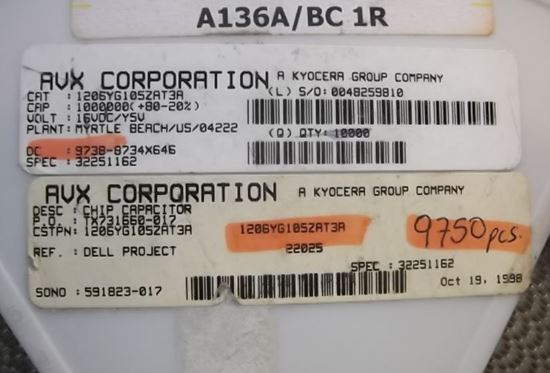 A136A/BC 1R
AVX CORPORATION A KYOCERA GROUP COMPANY
CAT : 1206YG105ZAT3A (L) S/O: 0048259810
CAP : 1000000(+80-20%)
VOLT : 16VDC/Y5V
PLANT: MYRTLE BEACH/US/04222 (Q) QTY: 10000
DC: 9738-8734X646
SPEC : 32251162
AVX CORPORATION A KYOCERA GROUP COMPANY
DESC : CHIP CAPACITOR
P.O. : TX731660-017
CSTPN: 1206YG105ZAT3A 1206YG105ZAT3A 9750 pcs.
REF. : DELL PROJECT 22025
SPEC : 32251162
SONO : 591823-017 Oct 19, 1998